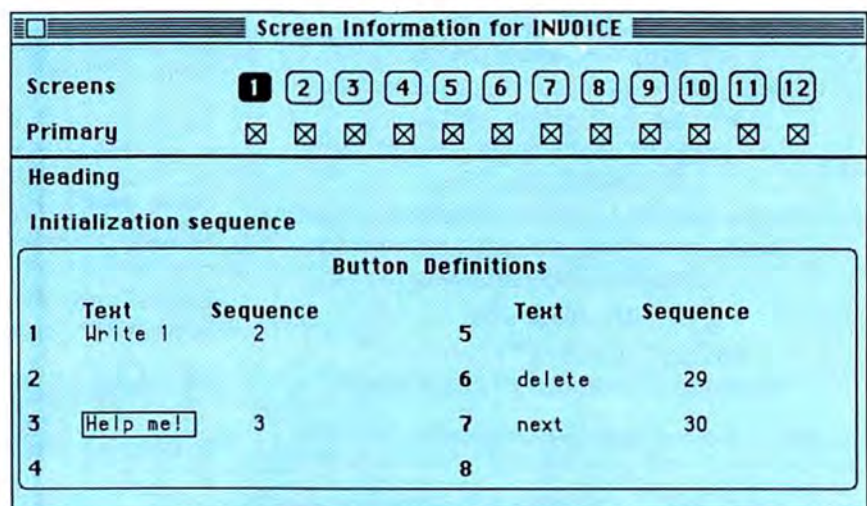 Screen Information for INVOICE
Screens 1 2 3 4 5 6 7 8 9 10 11 12
Primary
Heading
Initialization sequence
Button Definitions
Text Sequence Text Sequence
1 Write 1 2 5
2 6 delete 29
3 Help me! 3 7 next 30
4 8